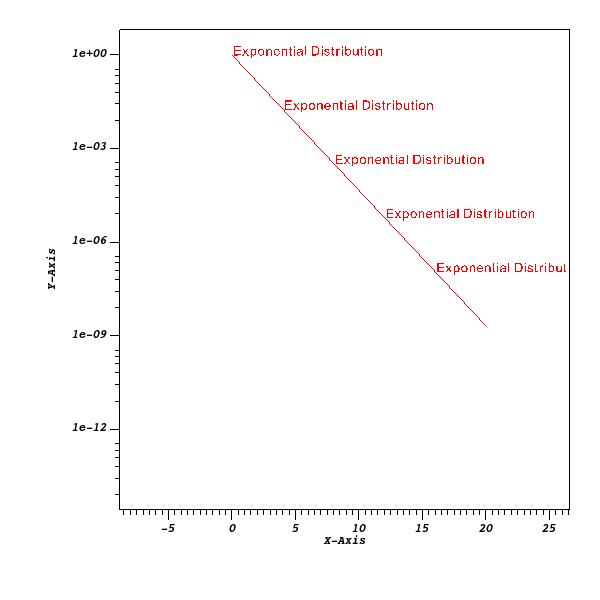 1e+00
Exponential Distribution
Exponential Distribution
1e-03
Exponential Distribution
Exponential Distribution
1e-06
Y-Axis
Exponential Distribut
1e-09
1e-12
-5 0 5 10 15 20 25
X-Axis